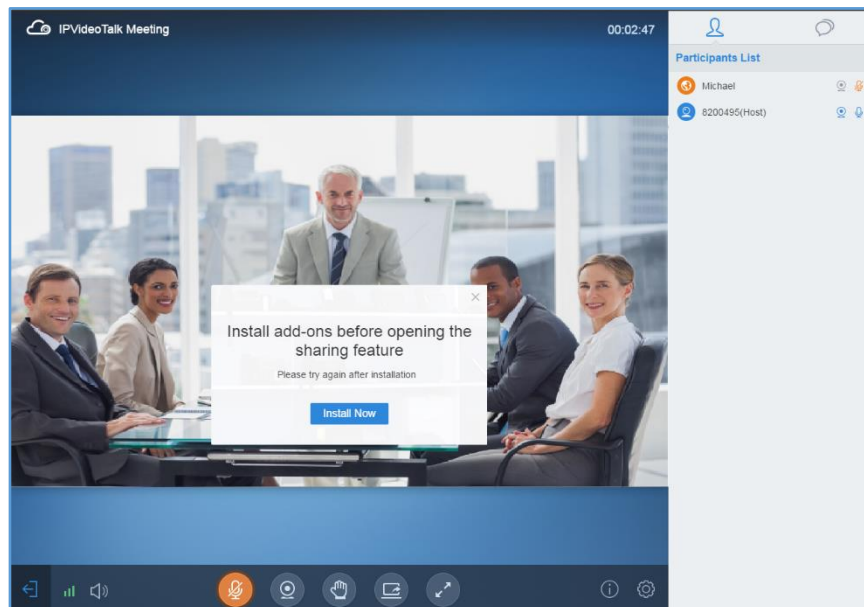 IPVideoTalk Meeting
00:02:47
Participants List
Michael
8200495(Host)
Install add-ons before opening the
sharing feature
Please try again after installation
Install Now